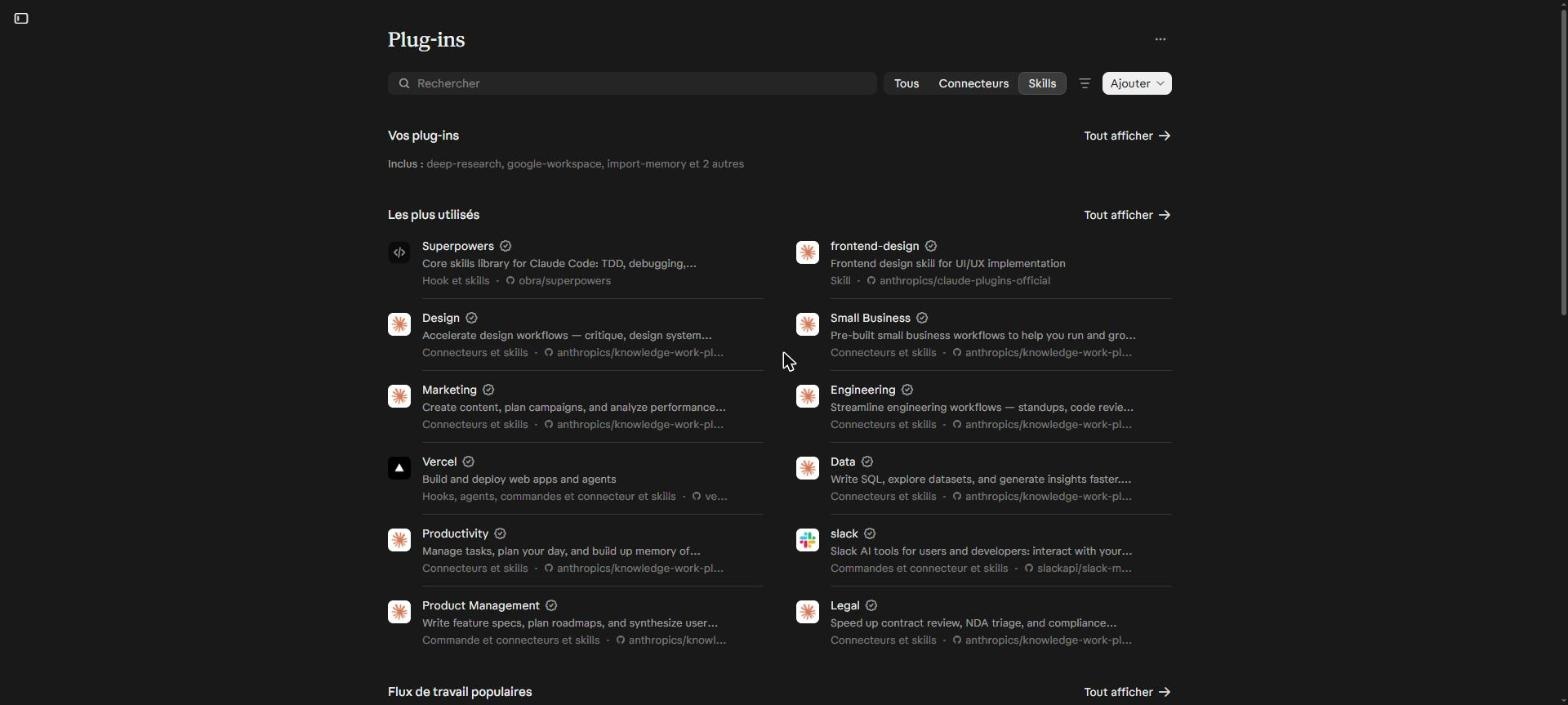 Plug-ins
Rechercher
Tous Connecteurs Skills Ajouter
Vos plug-ins Tout afficher →
Inclus : deep-research, google-workspace, import-memory et 2 autres
Les plus utilisés Tout afficher →
Superpowers
Core skills library for Claude Code: TDD, debugging,...
Hook et skills · obra/superpowers
frontend-design
Frontend design skill for UI/UX implementation
Skill · anthropics/claude-plugins-official
Design
Accelerate design workflows — critique, design system...
Connecteurs et skills · anthropics/knowledge-work-pl...
Small Business
Pre-built small business workflows to help you run and gro...
Connecteurs et skills · anthropics/knowledge-work-pl...
Marketing
Create content, plan campaigns, and analyze performance...
Connecteurs et skills · anthropics/knowledge-work-pl...
Engineering
Streamline engineering workflows — standups, code revie...
Connecteurs et skills · anthropics/knowledge-work-pl...
Vercel
Build and deploy web apps and agents
Hooks, agents, commandes et connecteur et skills · ve...
Data
Write SQL, explore datasets, and generate insights faster....
Connecteurs et skills · anthropics/knowledge-work-pl...
Productivity
Manage tasks, plan your day, and build up memory of...
Connecteurs et skills · anthropics/knowledge-work-pl...
slack
Slack AI tools for users and developers: interact with your...
Commandes et connecteur et skills · slackapi/slack-m...
Product Management
Write feature specs, plan roadmaps, and synthesize user...
Commande et connecteurs et skills · anthropics/knowl...
Legal
Speed up contract review, NDA triage, and compliance...
Connecteurs et skills · anthropics/knowledge-work-pl...
Flux de travail populaires Tout afficher →